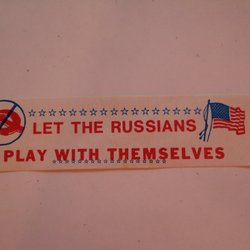 LET THE RUSSIANS
PLAY WITH THEMSELVES